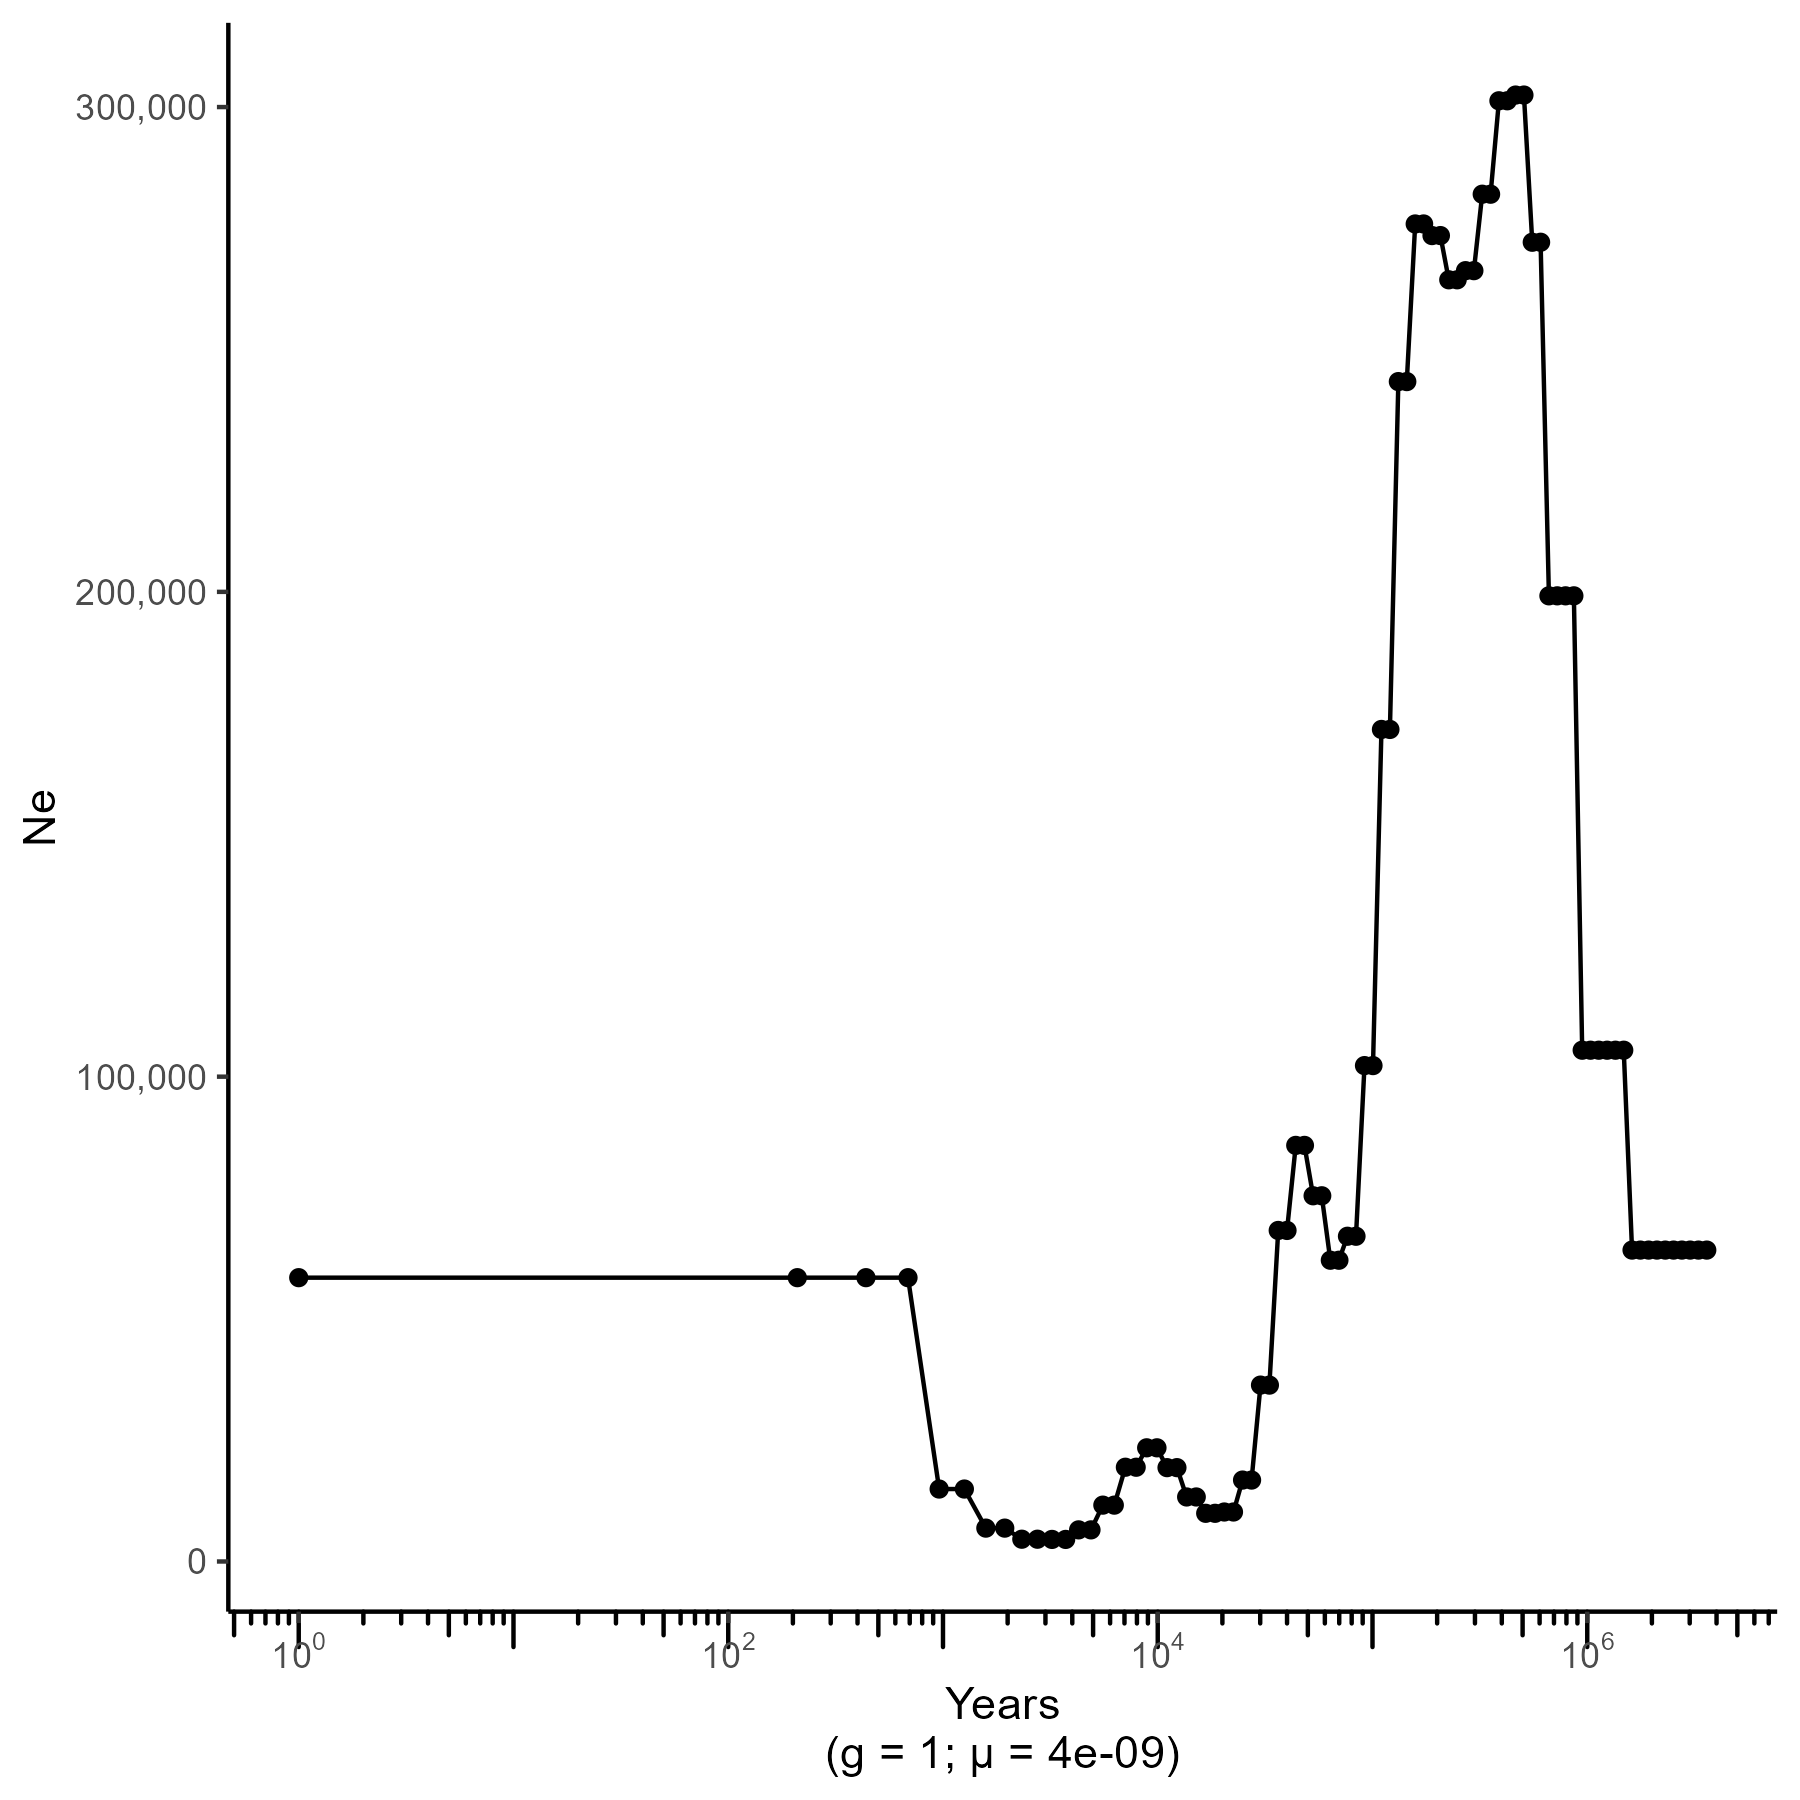 300,000
200,000
100,000
0
Ne
10⁰ 10² 10⁴ 10⁶
Years
(g = 1; µ = 4e-09)